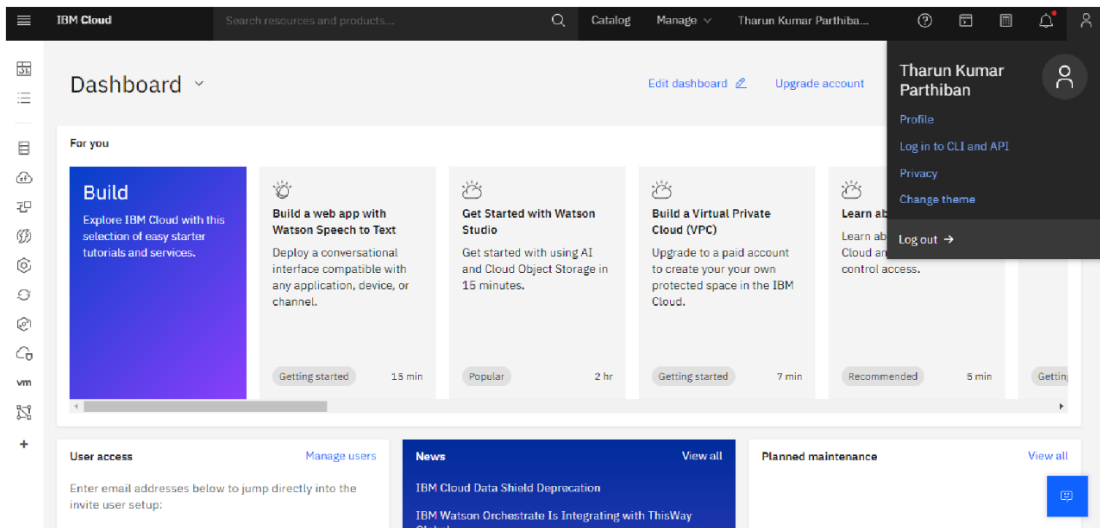 IBM Cloud
Search resources and products...
Catalog
Manage
Tharun Kumar Parthiba...
Tharun Kumar
Parthiban
Profile
Log in to CLI and API
Privacy
Change theme
Log out →
Dashboard
Edit dashboard
Upgrade account
For you
Build
Explore IBM Cloud with this
selection of easy starter
tutorials and services.
Build a web app with
Watson Speech to Text
Deploy a conversational
interface compatible with
any application, device, or
channel.
Getting started
15 min
Get Started with Watson
Studio
Get started with using AI
and Cloud Object Storage in
15 minutes.
Popular
2 hr
Build a Virtual Private
Cloud (VPC)
Upgrade to a paid account
to create your your own
protected space in the IBM
Cloud.
Getting started
7 min
Learn ab
Learn ab
Cloud an
control access.
Recommended
5 min
Getting
vm
User access
Manage users
Enter email addresses below to jump directly into the
invite user setup:
News
View all
IBM Cloud Data Shield Deprecation
IBM Watson Orchestrate Is Integrating with ThisWay
Planned maintenance
View all